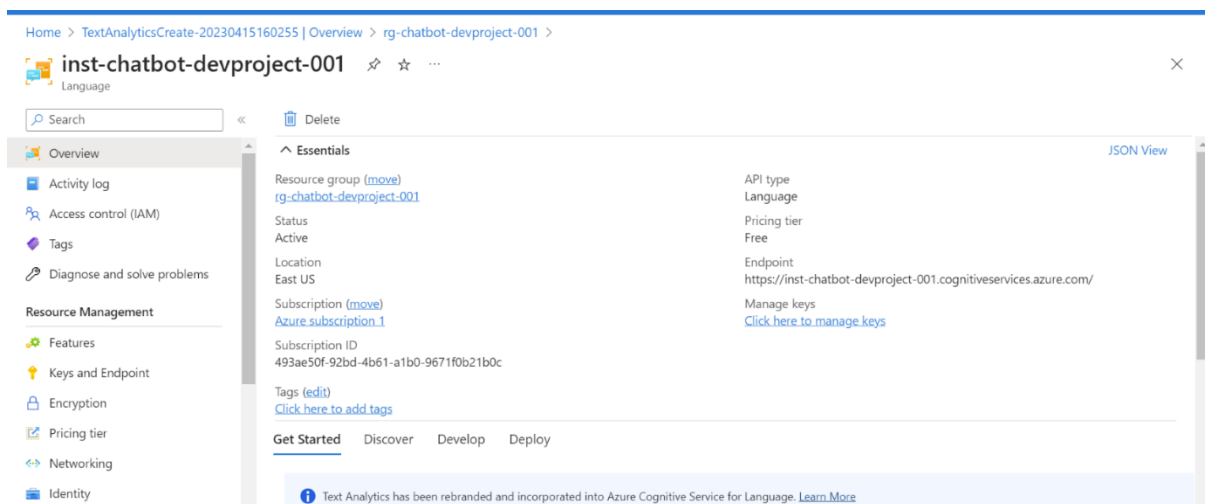 Home > TextAnalyticsCreate-20230415160255 | Overview > rg-chatbot-devproject-001 >
inst-chatbot-devproject-001 ...
Language
Search
«
Delete
Overview
Activity log
Access control (IAM)
Tags
Diagnose and solve problems
Resource Management
Features
Keys and Endpoint
Encryption
Pricing tier
Networking
Identity
Essentials
JSON View
Resource group (move)
rg-chatbot-devproject-001
Status
Active
Location
East US
Subscription (move)
Azure subscription 1
Subscription ID
493ae50f-92bd-4b61-a1b0-9671f0b21b0c
Tags (edit)
Click here to add tags
API type
Language
Pricing tier
Free
Endpoint
https://inst-chatbot-devproject-001.cognitiveservices.azure.com/
Manage keys
Click here to manage keys
Get Started Discover Develop Deploy
Text Analytics has been rebranded and incorporated into Azure Cognitive Service for Language. Learn More